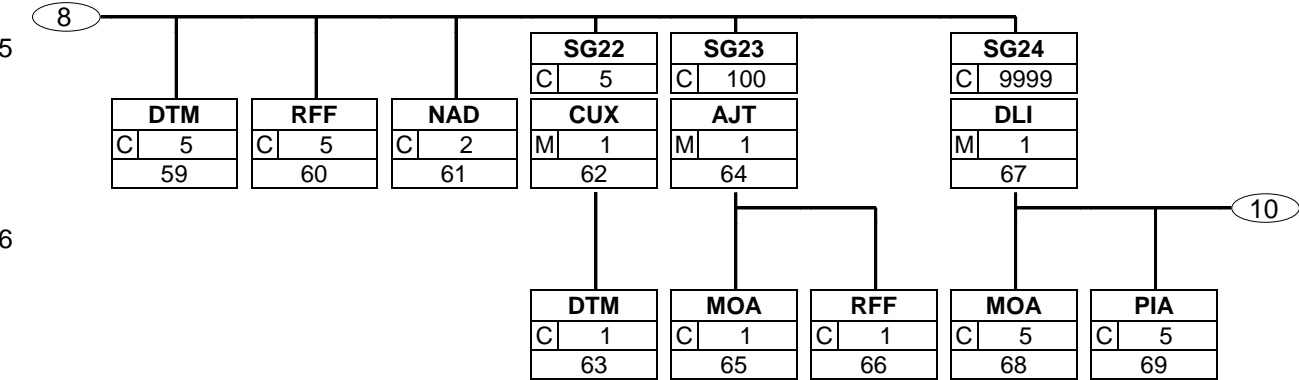 8
5
SG22 SG23 SG24
C 5 C 100 C 9999
DTM RFF NAD CUX AJT DLI
C 5 C 5 C 2 M 1 M 1 M 1
59 60 61 62 64 67
10
6
DTM MOA RFF MOA PIA
C 1 C 1 C 1 C 5 C 5
63 65 66 68 69